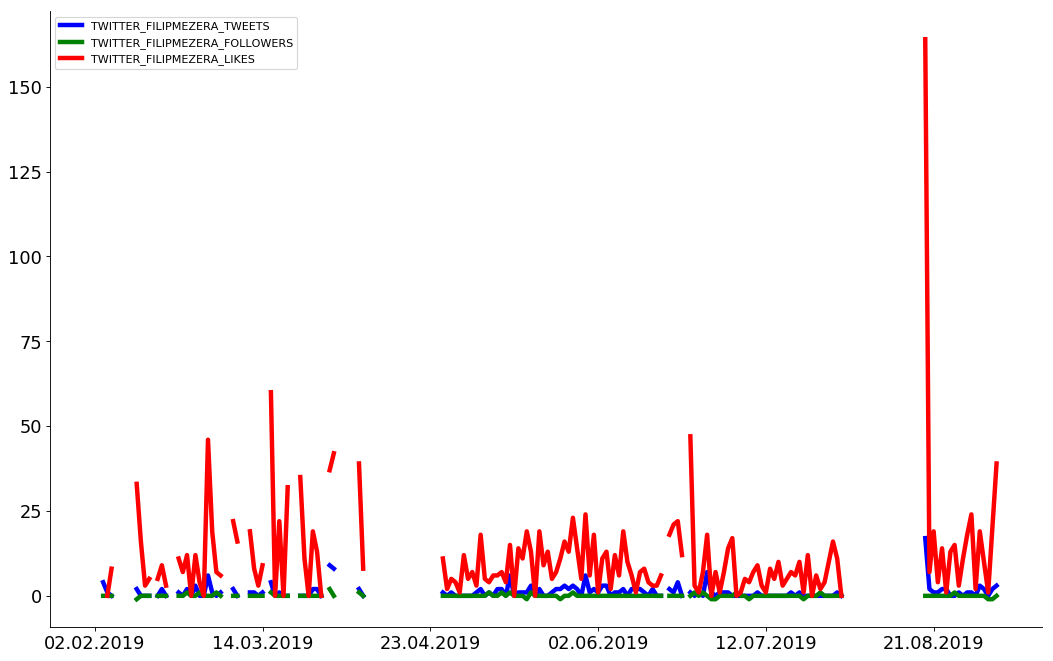 TWITTER_FILIPMEZERA_TWEETS
TWITTER_FILIPMEZERA_FOLLOWERS
TWITTER_FILIPMEZERA_LIKES
150
125
100
75
50
25
0
02.02.2019 14.03.2019 23.04.2019 02.06.2019 12.07.2019 21.08.2019